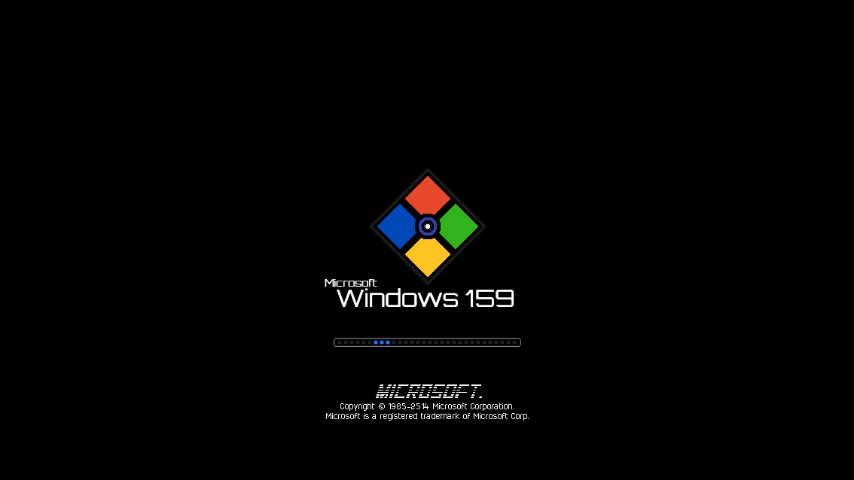 Microsoft
Windows 159
MICROSOFT.
Copyright © 1985-2514 Microsoft Corporation.
Microsoft is a registered trademark of Microsoft Corp.